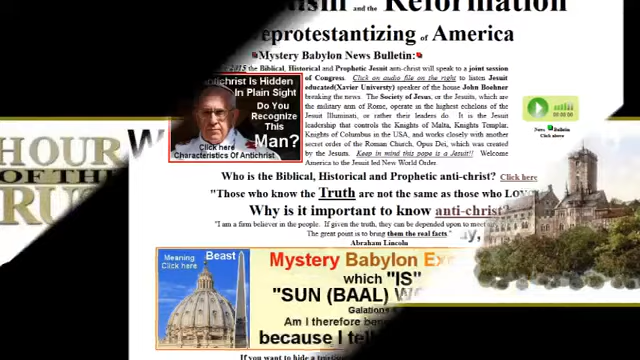 Reformation
and the
of America
Mystery Babylon News Bulletin:
2015 the Biblical, Historical and Prophetic Jesuit anti-christ will speak to a joint session
of Congress. Click on audio file on the right to listen Jesuit
educated(Xavier University) speaker of the house John Boehner
breaking the news. The Society of Jesus, or the Jesuits, which are
the military arm of Rome, operate in the highest echelons of the
Jesuit Illuminati, or rather their leaders do. It is the Jesuit
leadership that controls the Knights of Malta, Knights Templar,
Knights of Columbus in the USA, and works closely with another
secret order of the Roman Church, Opus Dei, which was created
by the Jesuits. Keep in mind this pope is a Jesuit!! Welcome
America to the Jesuit led New World Order.
Antichrist Is Hidden
In Plain Sight
Do You
Recognize
This
Man?
Click here
Characteristics Of Antichrist
00:00:00
News Bulletin
Click above
HOUR
OF THE
Who is the Biblical, Historical and Prophetic anti-christ? Click here
"Those who know the Truth are not the same as those who
Why is it important to know anti-christ?
"I am a firm believer in the people. If given the truth, they can be depended upon to meet
The great point is to bring them the real facts."
Abraham Lincoln
Meaning
Click here
Beast
Mystery Babylon
which "IS"
"SUN (BAAL)
Galations
Am I therefore
because I
If you want to hide a